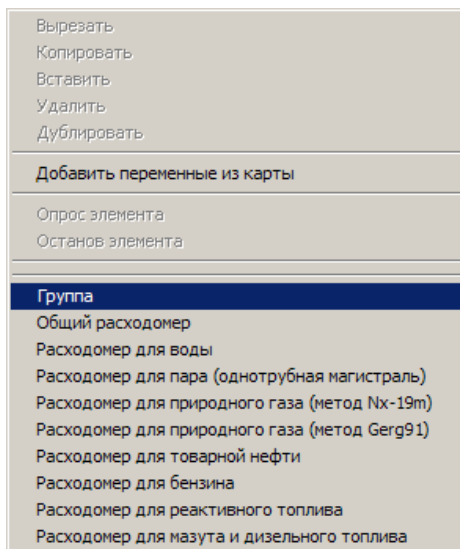 Вырезать
Копировать
Вставить
Удалить
Дублировать
Добавить переменные из карты
Опрос элемента
Останов элемента
Группа
Общий расходомер
Расходомер для воды
Расходомер для пара (однотрубная магистраль)
Расходомер для природного газа (метод Nx-19m)
Расходомер для природного газа (метод Gerg91)
Расходомер для товарной нефти
Расходомер для бензина
Расходомер для реактивного топлива
Расходомер для мазута и дизельного топлива